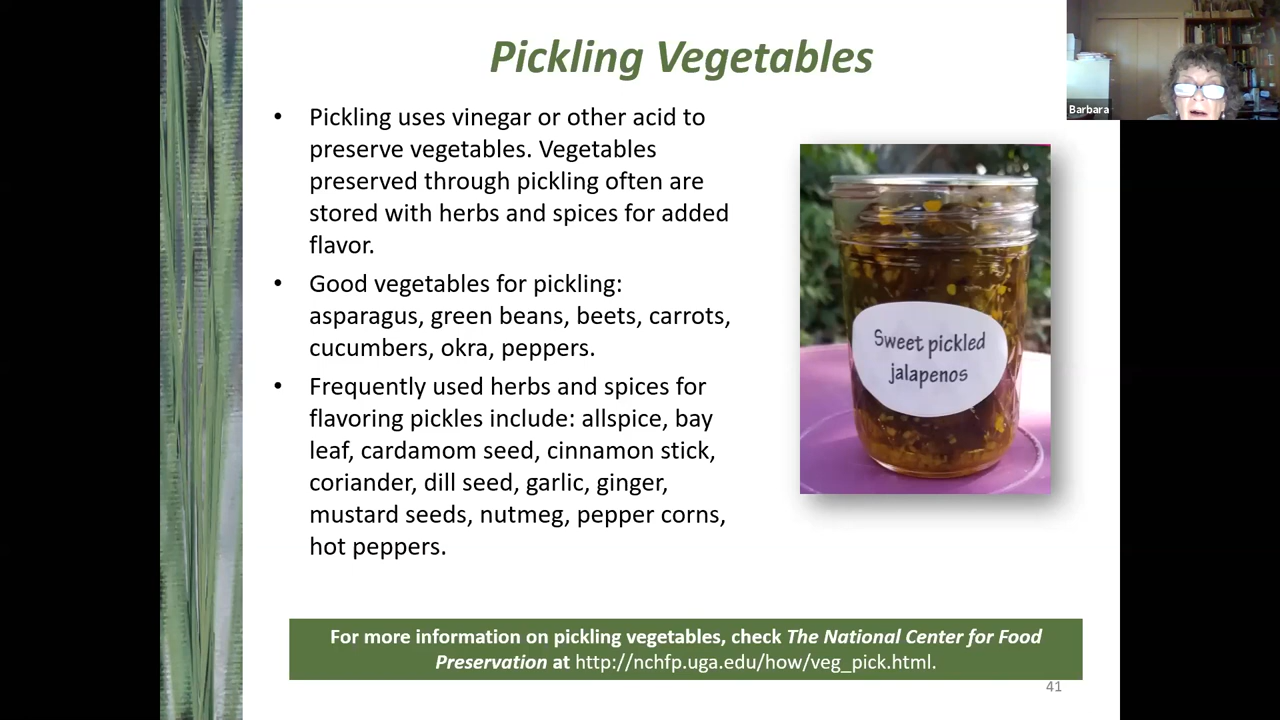 Pickling Vegetables
Barbara
• Pickling uses vinegar or other acid to
preserve vegetables. Vegetables
preserved through pickling often are
stored with herbs and spices for added
flavor.
• Good vegetables for pickling:
asparagus, green beans, beets, carrots,
cucumbers, okra, peppers.
• Frequently used herbs and spices for
flavoring pickles include: allspice, bay
leaf, cardamom seed, cinnamon stick,
coriander, dill seed, garlic, ginger,
mustard seeds, nutmeg, pepper corns,
hot peppers.
Sweet pickled
jalapenos
For more information on pickling vegetables, check The National Center for Food
Preservation at http://nchfp.uga.edu/how/veg_pick.html.
41